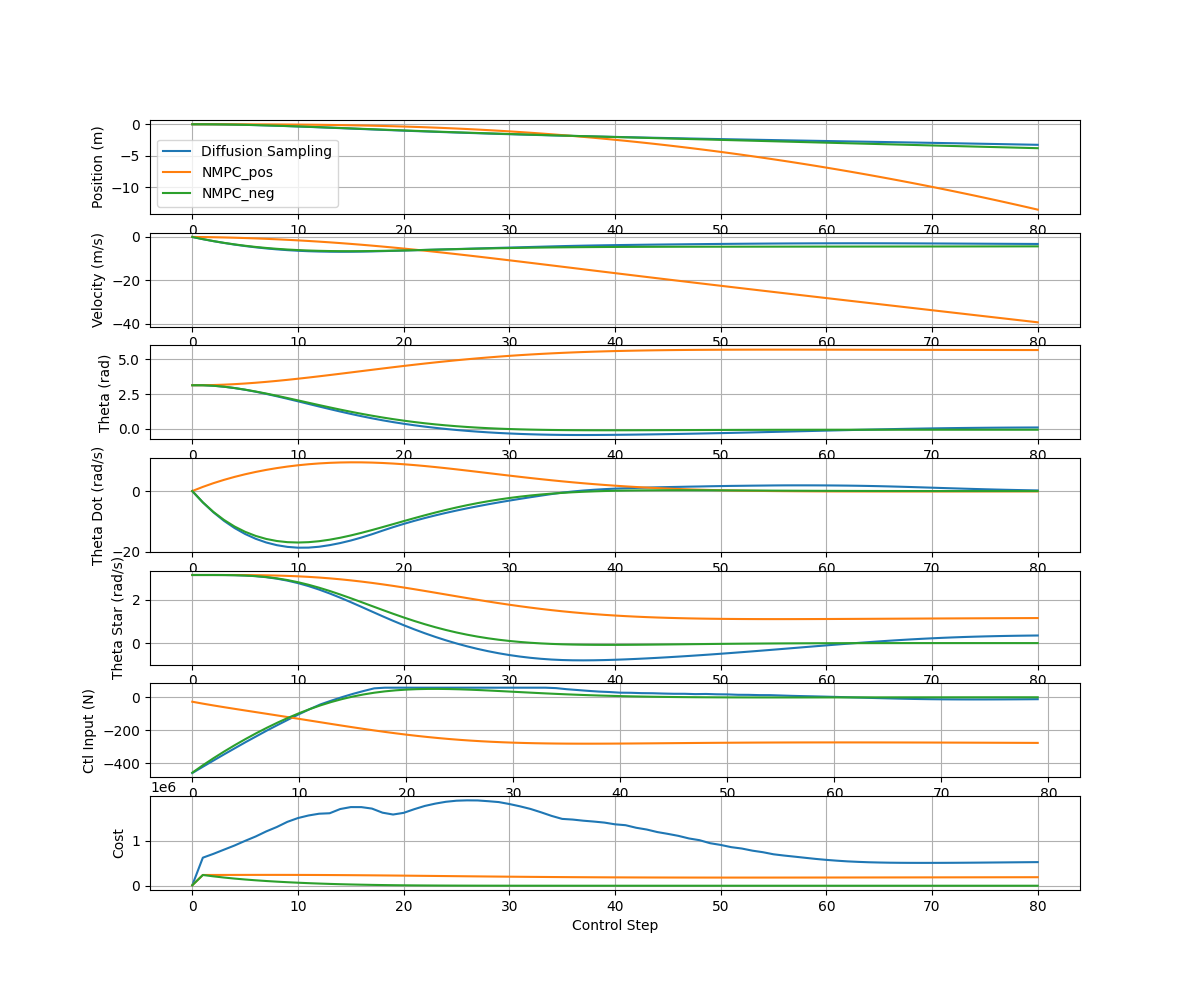 0
−5
−10
Position (m)
Diffusion Sampling
NMPC_pos
NMPC_neg
0 10 20 30 40 50 60 70 80
0
−20
−40
Velocity (m/s)
0 10 20 30 40 50 60 70 80
5.0
2.5
0.0
Theta (rad)
0 10 20 30 40 50 60 70 80
0
−20
Theta Dot (rad/s)
0 10 20 30 40 50 60 70 80
2
0
Theta Star (rad/s)
0 10 20 30 40 50 60 70 80
0
−200
−400
Ctl Input (N)
0 10 20 30 40 50 60 70 80
1e6
1
0
Cost
0 10 20 30 40 50 60 70 80
Control Step